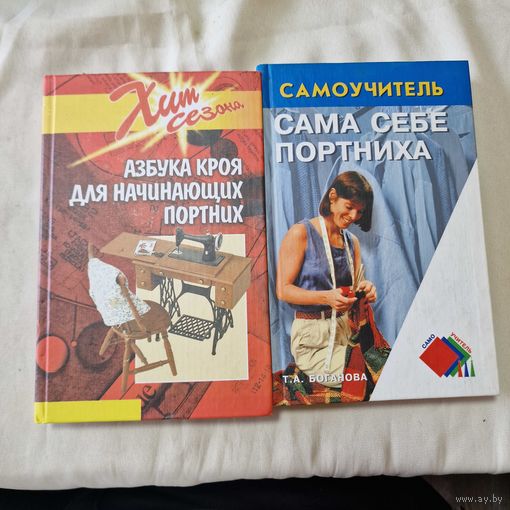 Хит
сезона
АЗБУКА КРОЯ
ДЛЯ НАЧИНАЮЩИХ
ПОРТНИХ
САМОУЧИТЕЛЬ
САМА СЕБЕ
ПОРТНИХА
САМО
УЧИТЕЛЬ
Т.А. БОГАНОВА
www.ay.by